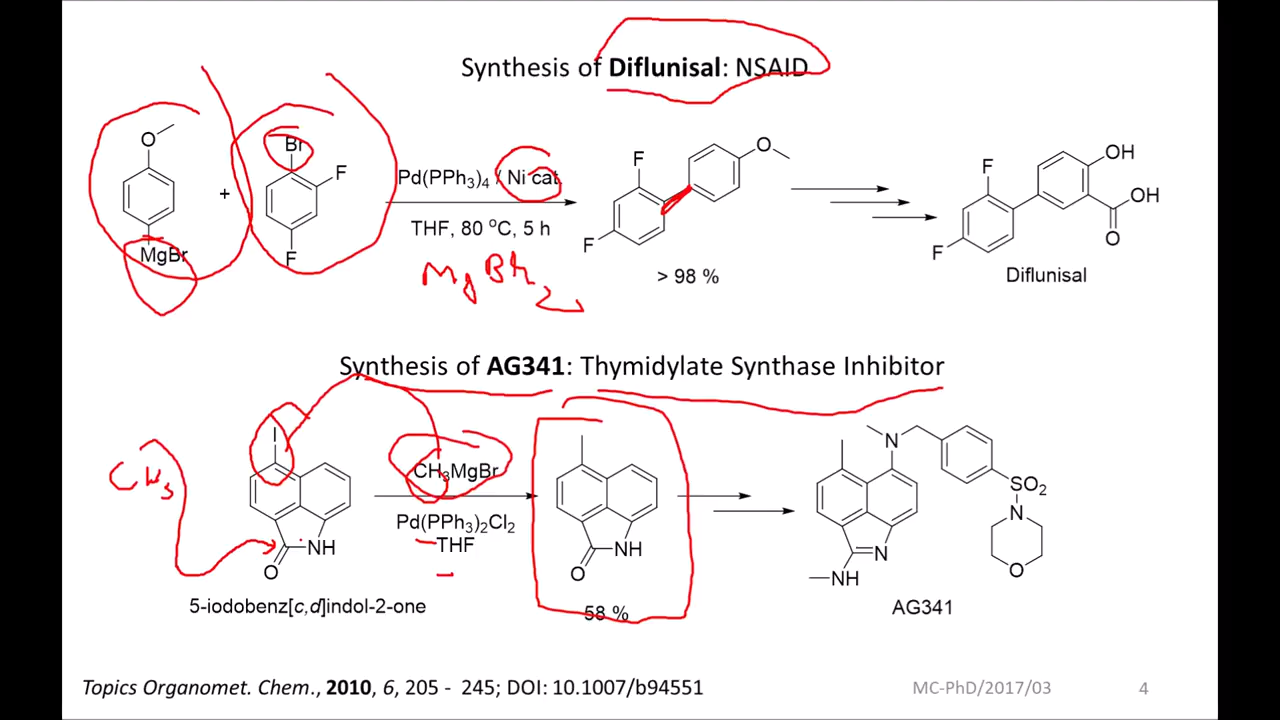 Synthesis of Diflunisal: NSAID
O
MgBr
+
Br
F
F
Pd(PPh3)4 / Ni cat
THF, 80 °C, 5 h
MgBr2
F
F
O
> 98 %
F
F
OH
OH
O
Diflunisal
Synthesis of AG341: Thymidylate Synthase Inhibitor
CH3
I
NH
O
5-iodobenz[c,d]indol-2-one
CH3MgBr
Pd(PPh3)2Cl2
THF
NH
O
58 %
N
SO2
N
O
N
NH
AG341
Topics Organomet. Chem., 2010, 6, 205 - 245; DOI: 10.1007/b94551
MC-PhD/2017/03
4